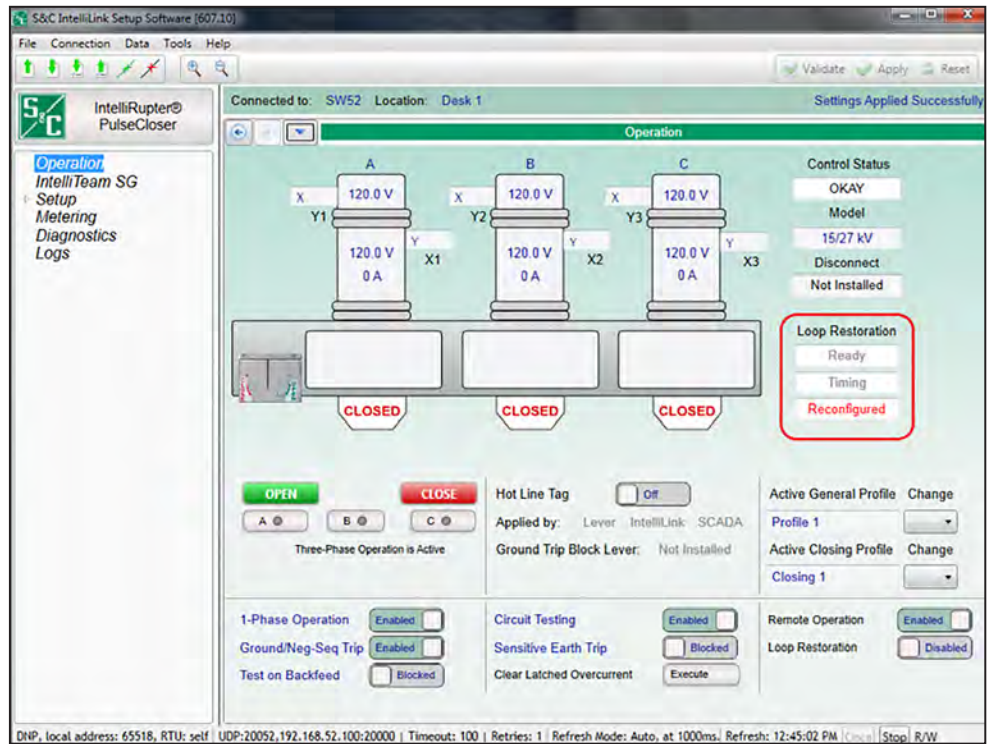 S&C IntelliLink Setup Software [607.10]
File Connection Data Tools Help
Validate Apply Reset
S&C IntelliRupter® PulseCloser
Connected to: SW52 Location: Desk 1 Settings Applied Successfully
Operation
Operation
IntelliTeam SG
Setup
Metering
Diagnostics
Logs
A B C
X 120.0 V X 120.0 V X 120.0 V
Y1 Y2 Y3
Y Y Y
120.0 V X1 120.0 V X2 120.0 V X3
0 A 0 A 0 A
CLOSED CLOSED CLOSED
Control Status
OKAY
Model
15/27 kV
Disconnect
Not Installed
Loop Restoration
Ready
Timing
Reconfigured
OPEN CLOSE
A B C
Three-Phase Operation is Active
Hot Line Tag Off
Applied by: Lever IntelliLink SCADA
Ground Trip Block Lever: Not Installed
Active General Profile Change
Profile 1
Active Closing Profile Change
Closing 1
1-Phase Operation Enabled
Ground/Neg-Seq Trip Enabled
Test on Backfeed Blocked
Circuit Testing Enabled
Sensitive Earth Trip Blocked
Clear Latched Overcurrent Execute
Remote Operation Enabled
Loop Restoration Disabled
DNP, local address: 65518, RTU: self UDP:20052,192.168.52.100:20000 | Timeout: 100 | Retries: 1 | Refresh Mode: Auto, at 1000ms. Refresh: 12:45:02 PM Once Stop R/W